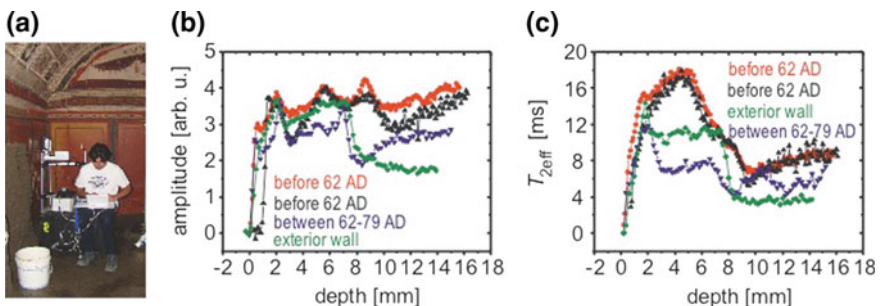 (a)
(b)
amplitude [arb. u.]
5
4
3
2
1
0
before 62 AD
before 62 AD
between 62-79 AD
exterior wall
-2 0 2 4 6 8 10 12 14 16 18
depth [mm]
(c)
T2eff [ms]
20
16
12
8
4
0
before 62 AD
before 62 AD
exterior wall
between 62-79 AD
-2 0 2 4 6 8 10 12 14 16 18
depth [mm]